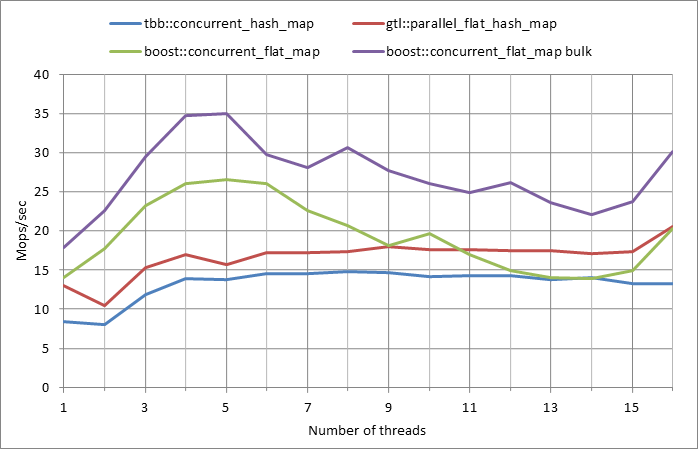 tbb::concurrent_hash_map gtl::parallel_flat_hash_map
boost::concurrent_flat_map boost::concurrent_flat_map bulk
40
35
30
25
20
15
10
5
0
Mops/sec
1 3 5 7 9 11 13 15
Number of threads